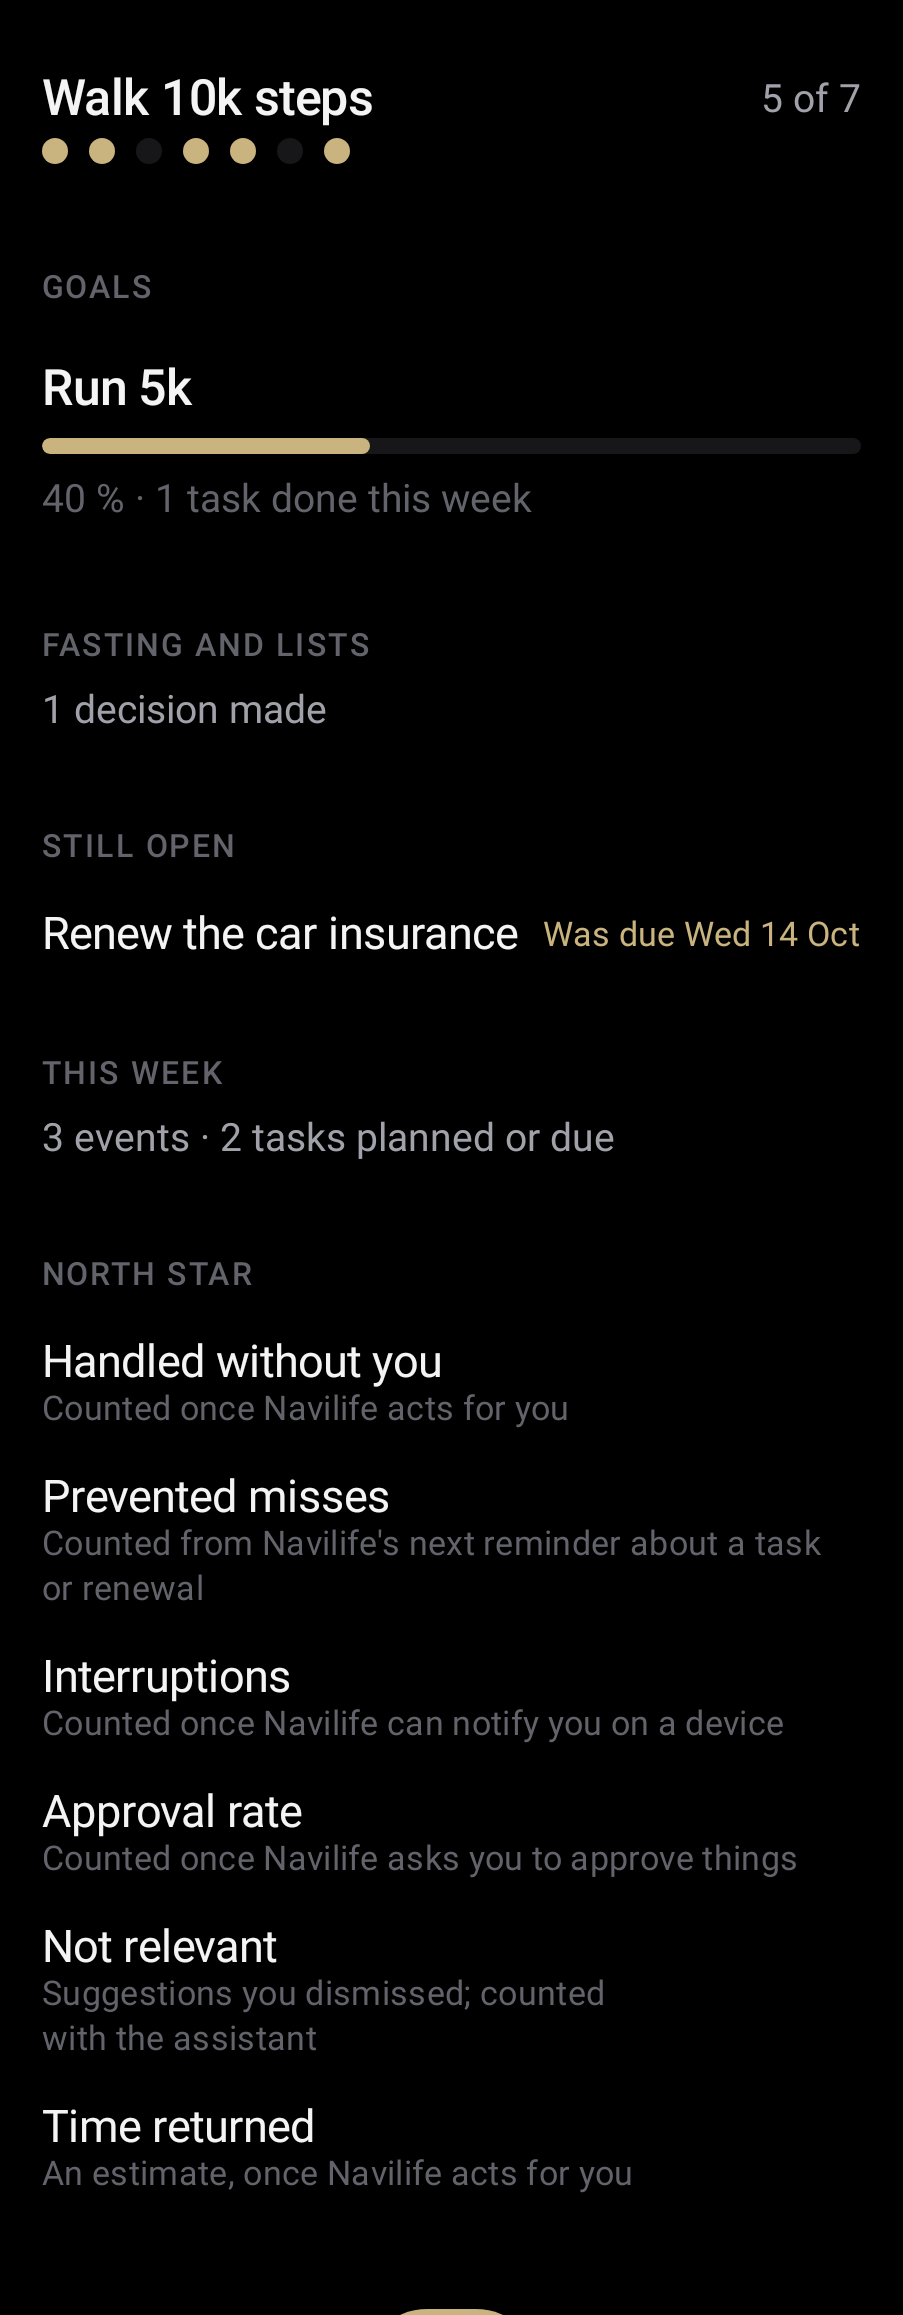 Walk 10k steps 5 of 7
GOALS
Run 5k
40 % · 1 task done this week
FASTING AND LISTS
1 decision made
STILL OPEN
Renew the car insurance Was due Wed 14 Oct
THIS WEEK
3 events · 2 tasks planned or due
NORTH STAR
Handled without you
Counted once Navilife acts for you
Prevented misses
Counted from Navilife's next reminder about a task
or renewal
Interruptions
Counted once Navilife can notify you on a device
Approval rate
Counted once Navilife asks you to approve things
Not relevant
Suggestions you dismissed; counted
with the assistant
Time returned
An estimate, once Navilife acts for you